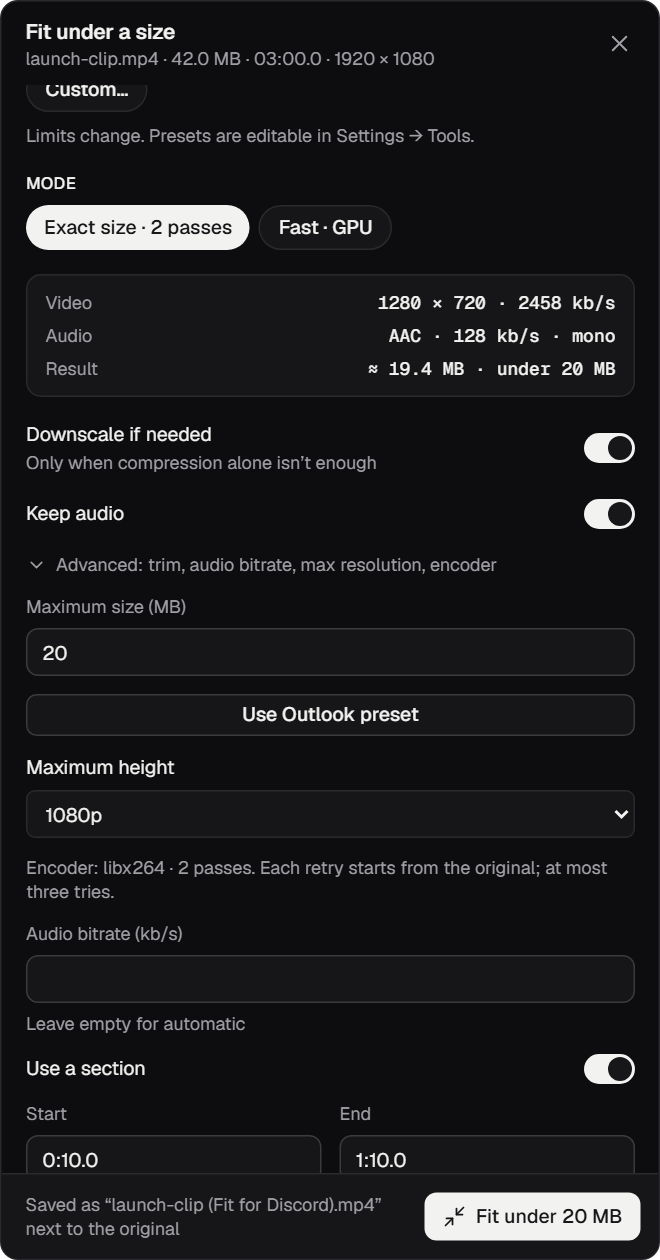 Fit under a size
launch-clip.mp4 · 42.0 MB · 03:00.0 · 1920 × 1080
Custom…
Limits change. Presets are editable in Settings → Tools.
MODE
Exact size · 2 passes
Fast · GPU
Video
1280 × 720 · 2458 kb/s
Audio
AAC · 128 kb/s · mono
Result
≈ 19.4 MB · under 20 MB
Downscale if needed
Only when compression alone isn’t enough
Keep audio
Advanced: trim, audio bitrate, max resolution, encoder
Maximum size (MB)
20
Use Outlook preset
Maximum height
1080p
Encoder: libx264 · 2 passes. Each retry starts from the original; at most
three tries.
Audio bitrate (kb/s)
Leave empty for automatic
Use a section
Start
End
0:10.0
1:10.0
Saved as “launch-clip (Fit for Discord).mp4”
next to the original
Fit under 20 MB